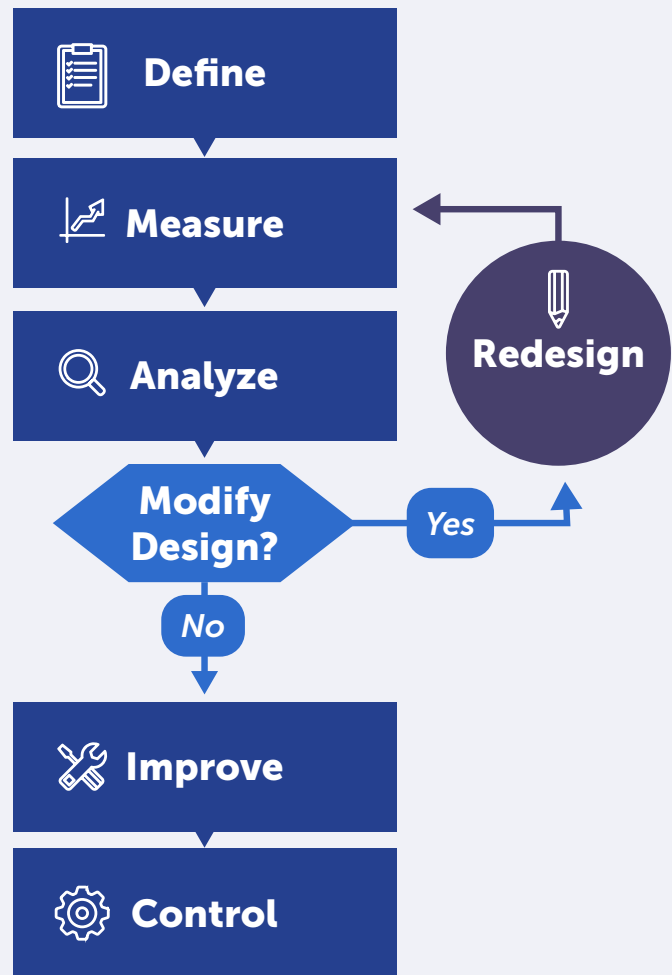 Define
Measure
Redesign
Analyze
Modify
Design?
Yes
No
Improve
Control